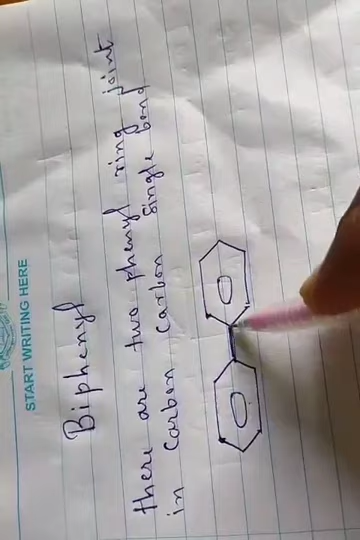 START WRITING HERE
Biphenyl
there are two phenyl ring joint
in carbon carbon single bond